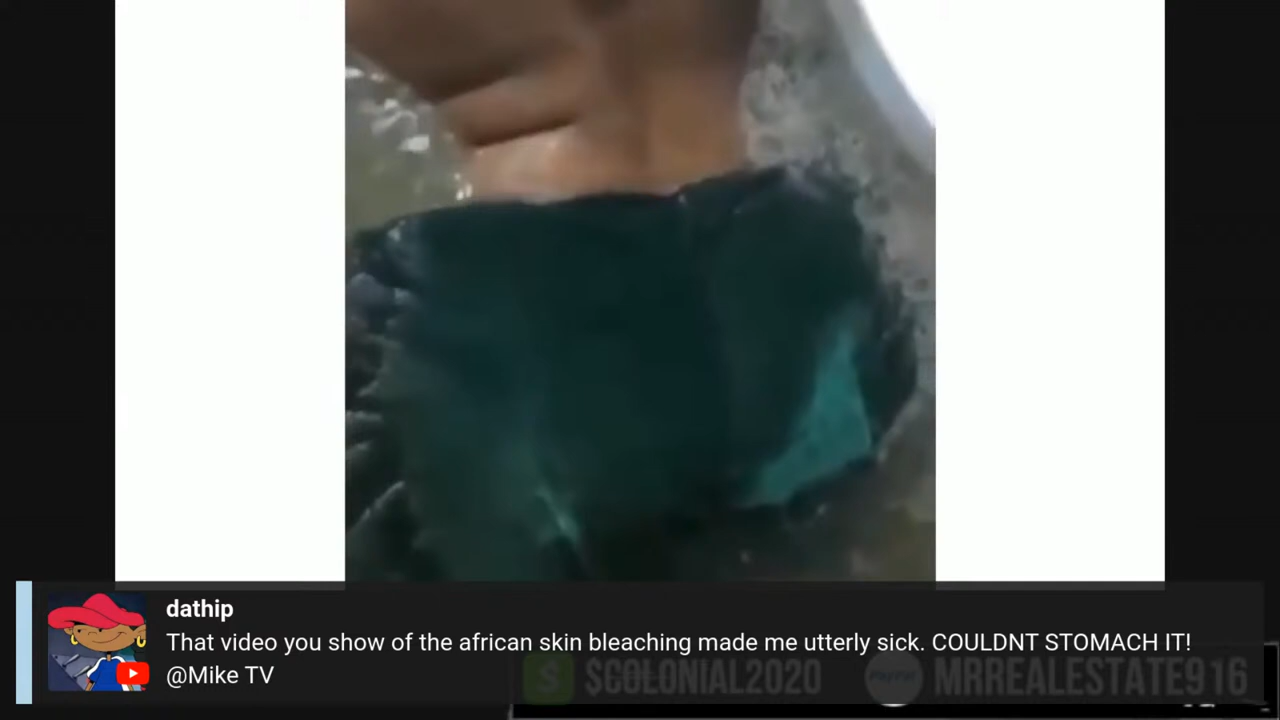 dathip
That video you show of the african skin bleaching made me utterly sick. COULDNT STOMACH IT!
@Mike TV
$ $COLONIAL2020 PayPal MRREALESTATE916